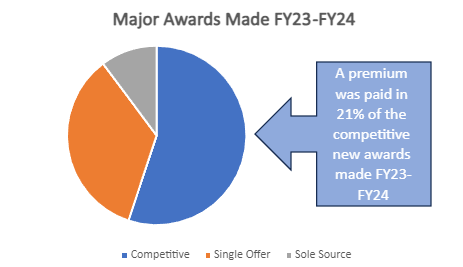 Major Awards Made FY23-FY24
A premium
was paid in
21% of the
competitive
new awards
made FY23-
FY24
Competitive Single Offer Sole Source